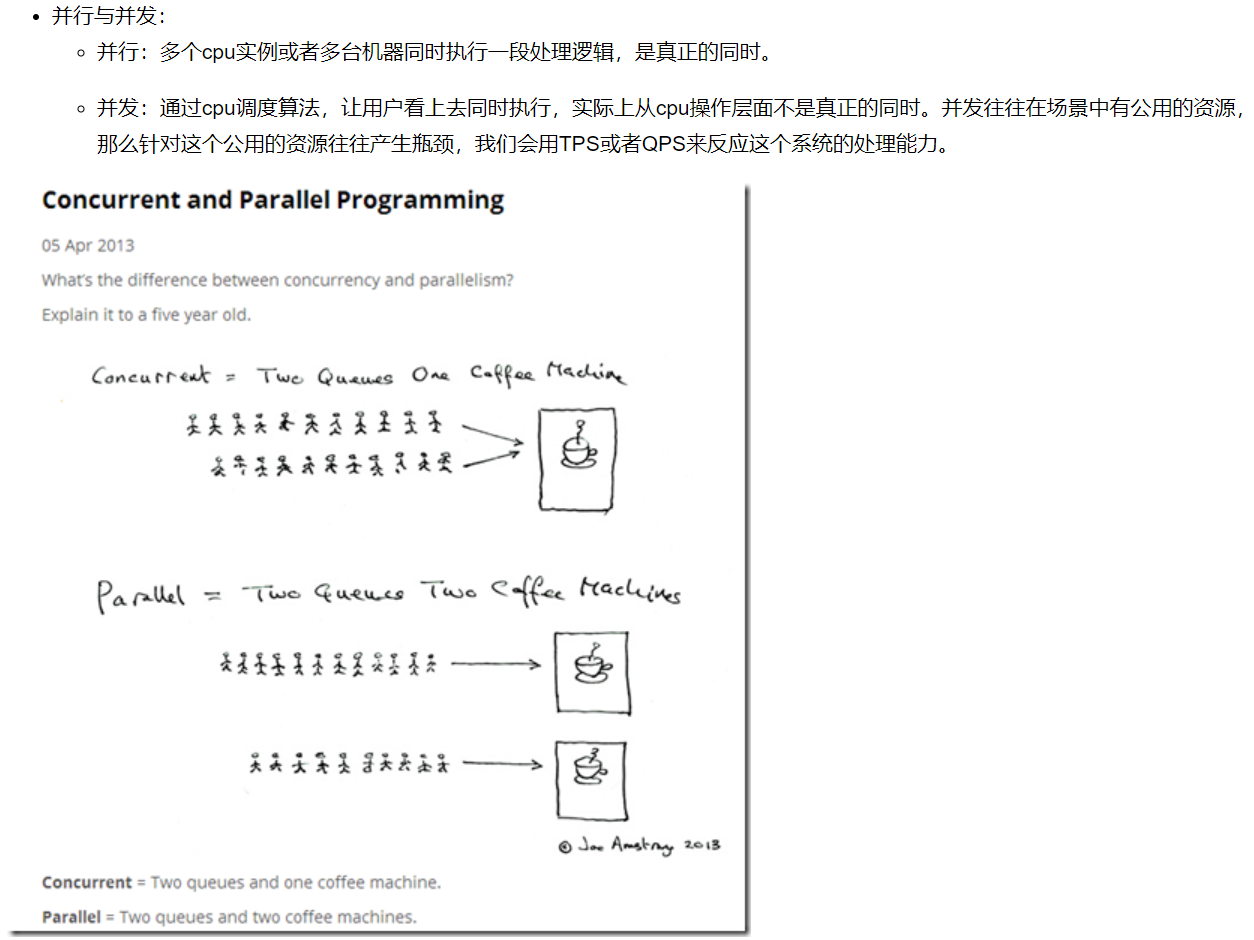 并行与并发：
并行：多个cpu实例或者多台机器同时执行一段处理逻辑，是真正的同时。
并发：通过cpu调度算法，让用户看上去同时执行，实际上从cpu操作层面不是真正的同时。并发往往在场景中有公用的资源，
那么针对这个公用的资源往往产生瓶颈，我们会用TPS或者QPS来反应这个系统的处理能力。
Concurrent and Parallel Programming
05 Apr 2013
What's the difference between concurrency and parallelism?
Explain it to a five year old.
Concurrent = Two Queues One Coffee Machine
Parallel = Two Queues Two Coffee Machines
© Joe Armstrong 2013
Concurrent = Two queues and one coffee machine.
Parallel = Two queues and two coffee machines.